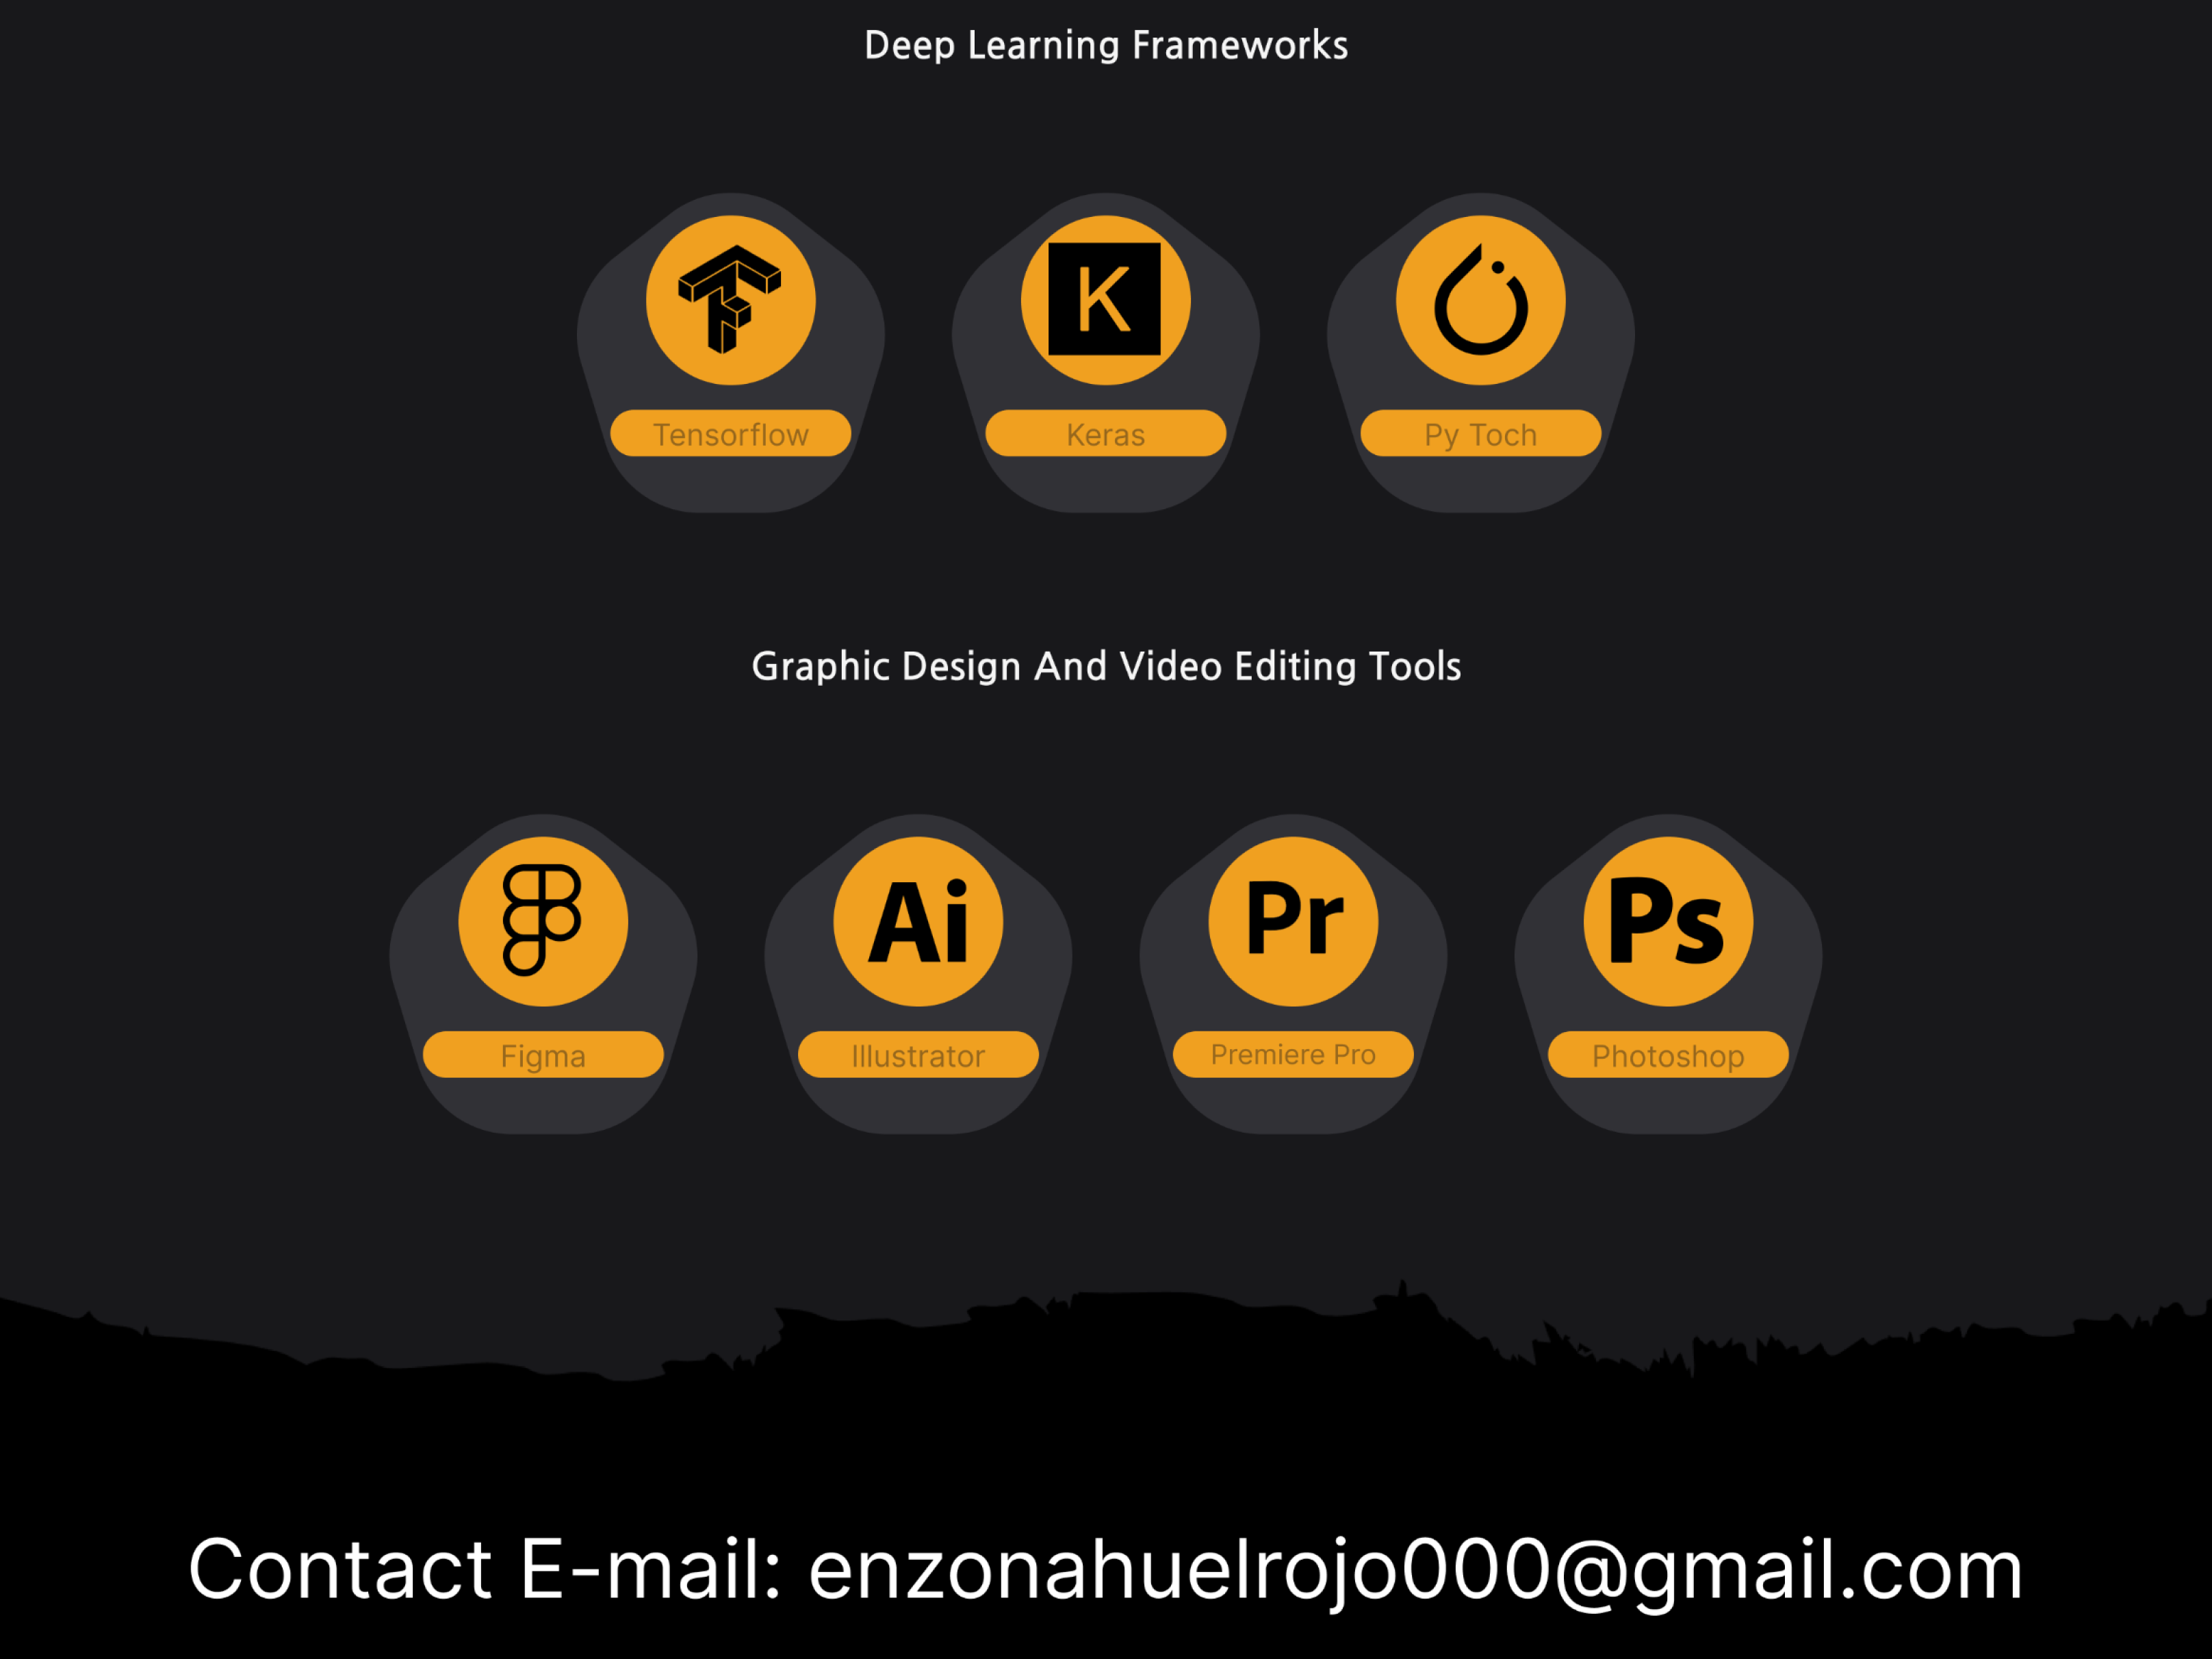 Deep Learning Frameworks
K
Tensorflow
Keras
Py Toch
Graphic Design And Video Editing Tools
Ai
Pr
Ps
Figma
Illustrator
Premiere Pro
Photoshop
Contact E-mail: enzonahuelrojo000@gmail.com